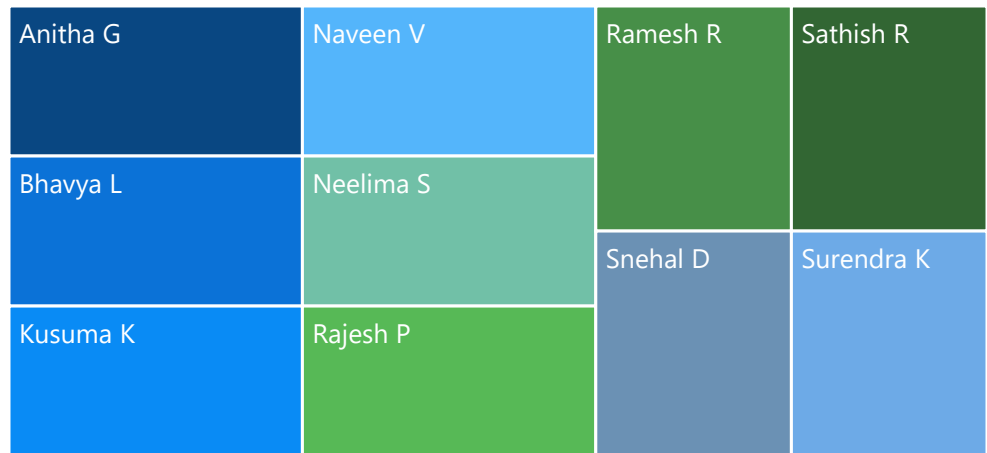 Anitha G
Bhavya L
Kusuma K
Naveen V
Neelima S
Rajesh P
Ramesh R
Sathish R
Snehal D
Surendra K